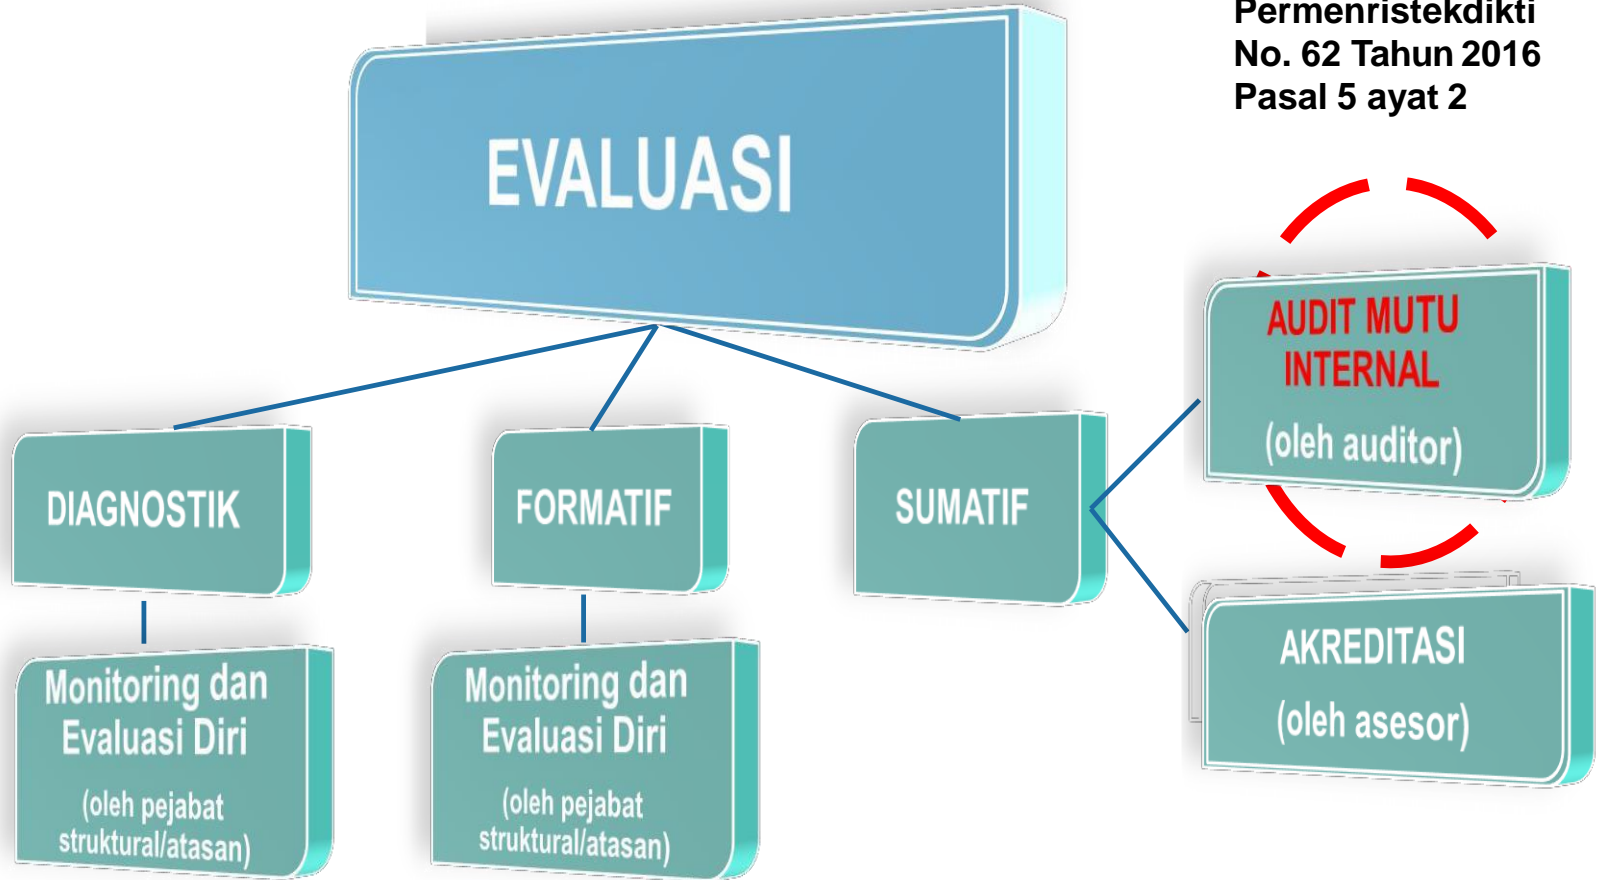 Permenristekdikti
No. 62 Tahun 2016
Pasal 5 ayat 2
EVALUASI
AUDIT MUTU
INTERNAL
(oleh auditor)
DIAGNOSTIK
FORMATIF
SUMATIF
AKREDITASI
(oleh asesor)
Monitoring dan
Evaluasi Diri
(oleh pejabat
struktural/atasan)
Monitoring dan
Evaluasi Diri
(oleh pejabat
struktural/atasan)